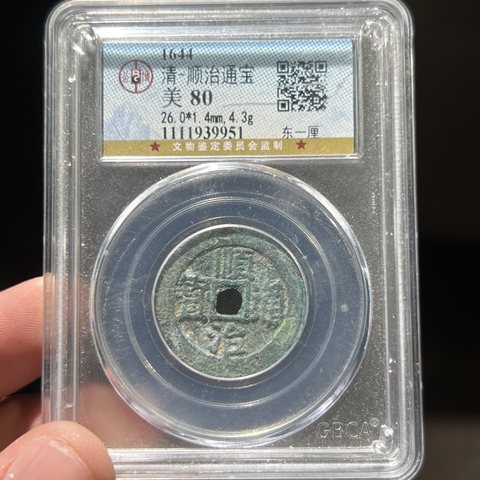 1644
清-顺治通宝
美 80
26.0*1.4mm,4.3g
1111939951
东一厘
★ 文物鉴定委员会监制 ★
順
寶 通
治
GBCA®